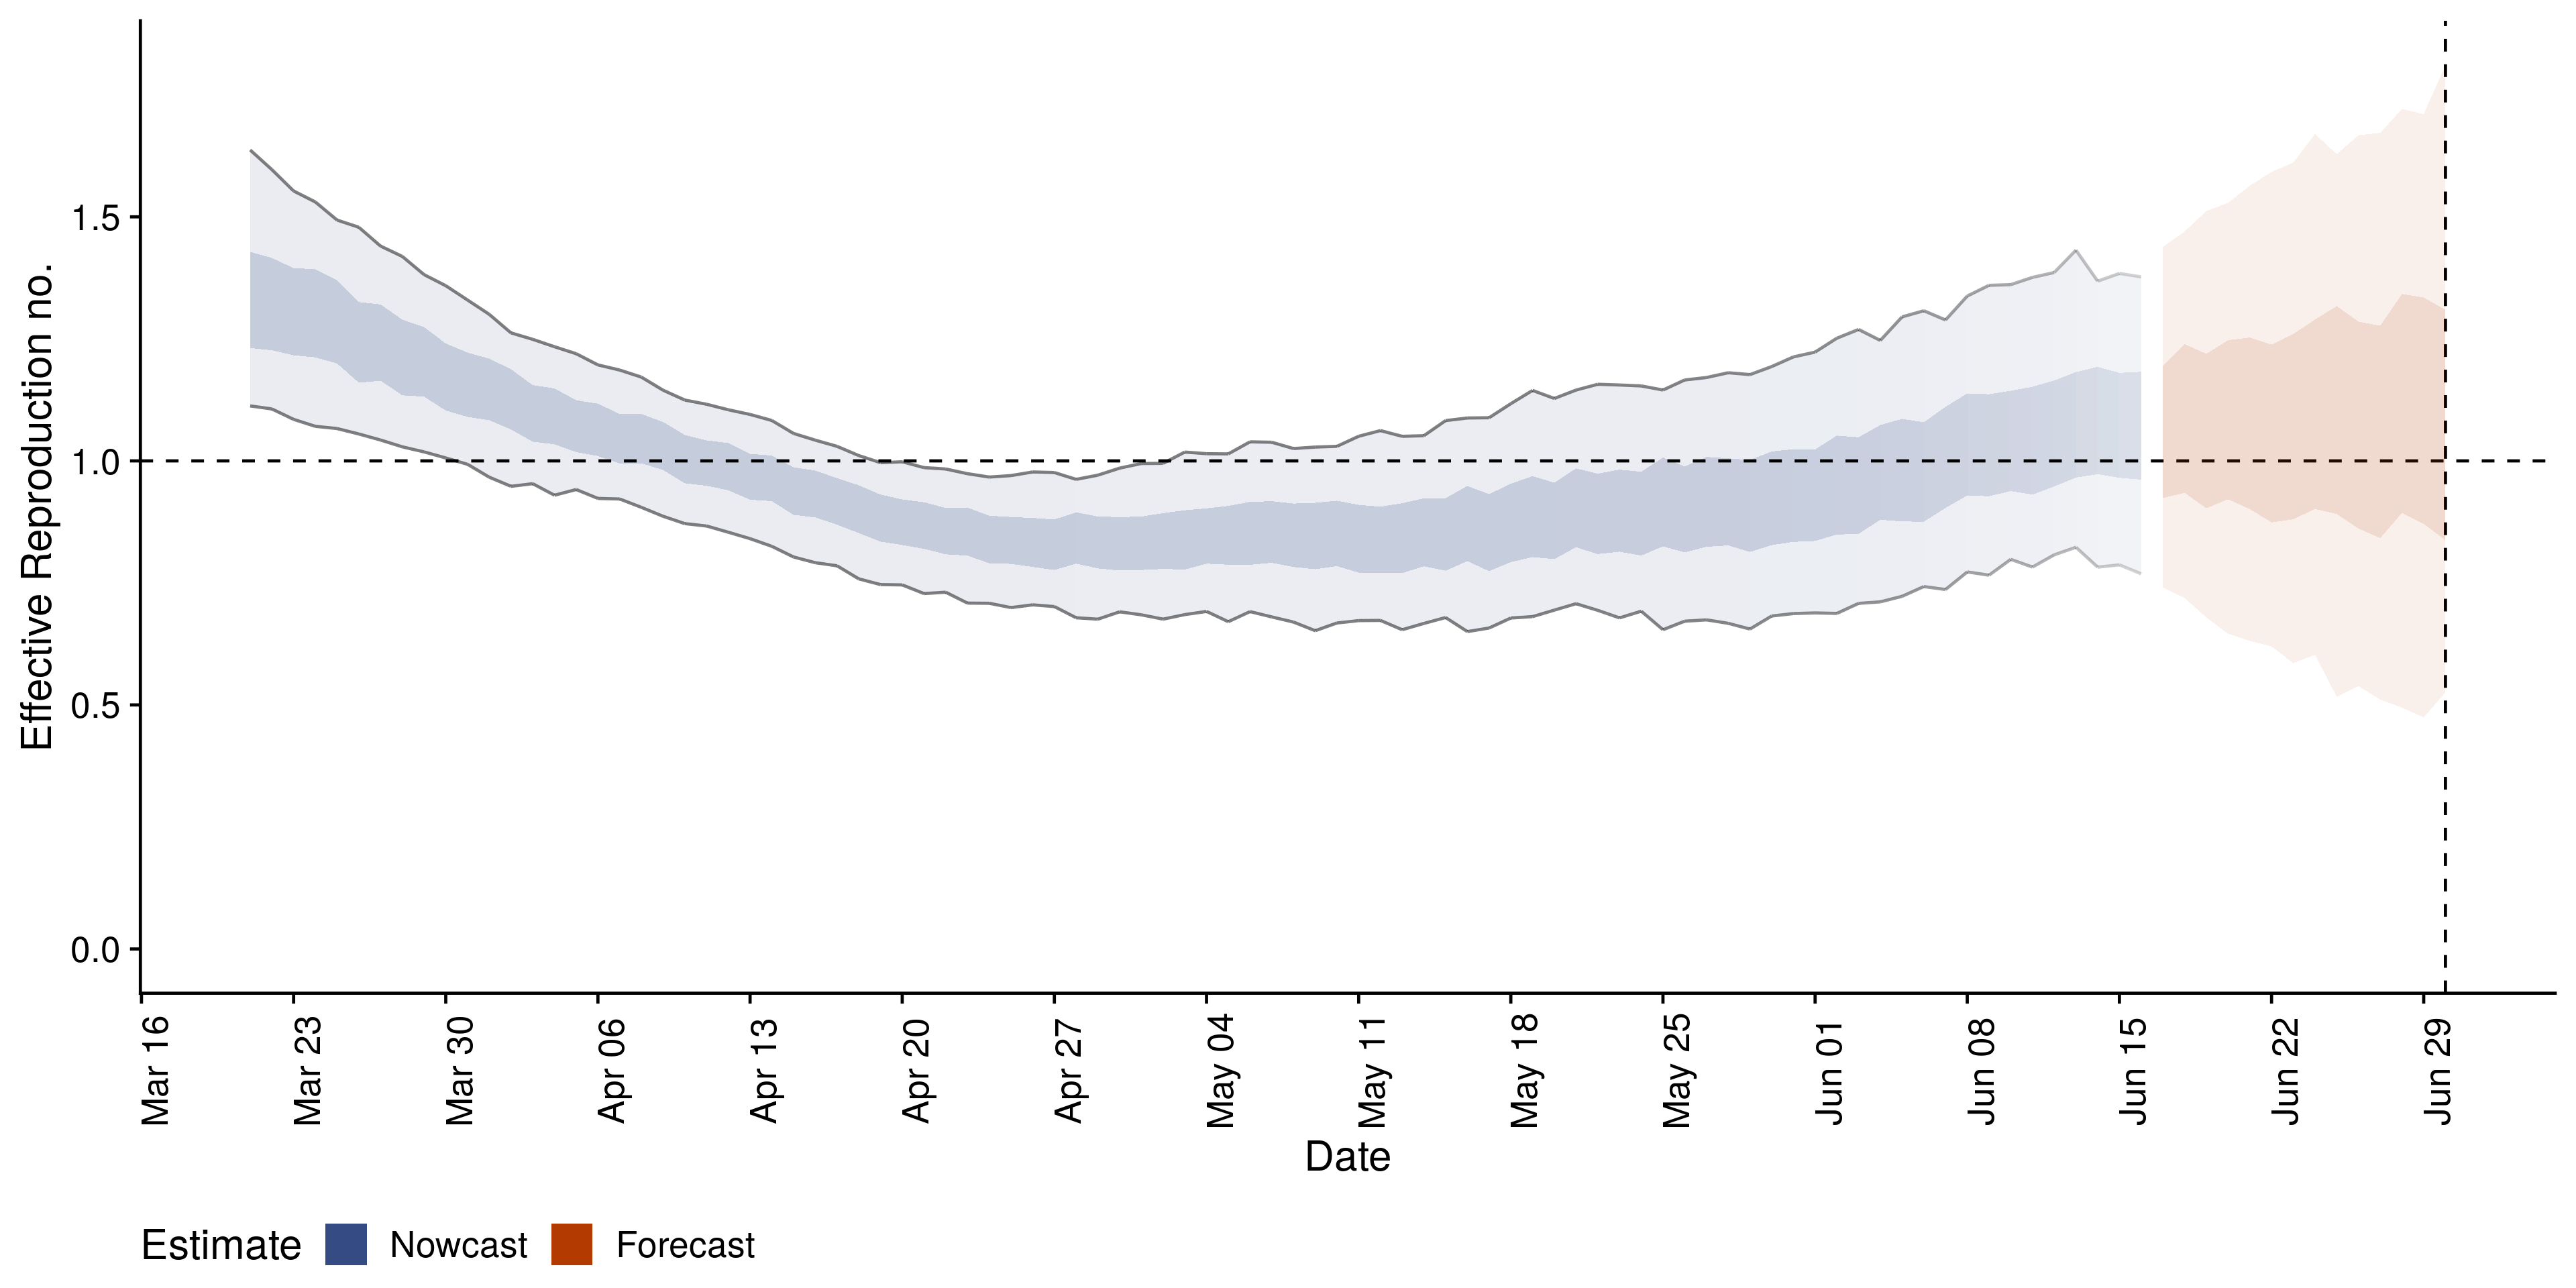 Effective Reproduction no.
1.5
1.0
0.5
0.0
Mar 16
Mar 23
Mar 30
Apr 06
Apr 13
Apr 20
Apr 27
May 04
May 11
May 18
May 25
Jun 01
Jun 08
Jun 15
Jun 22
Jun 29
Date
Estimate Nowcast Forecast